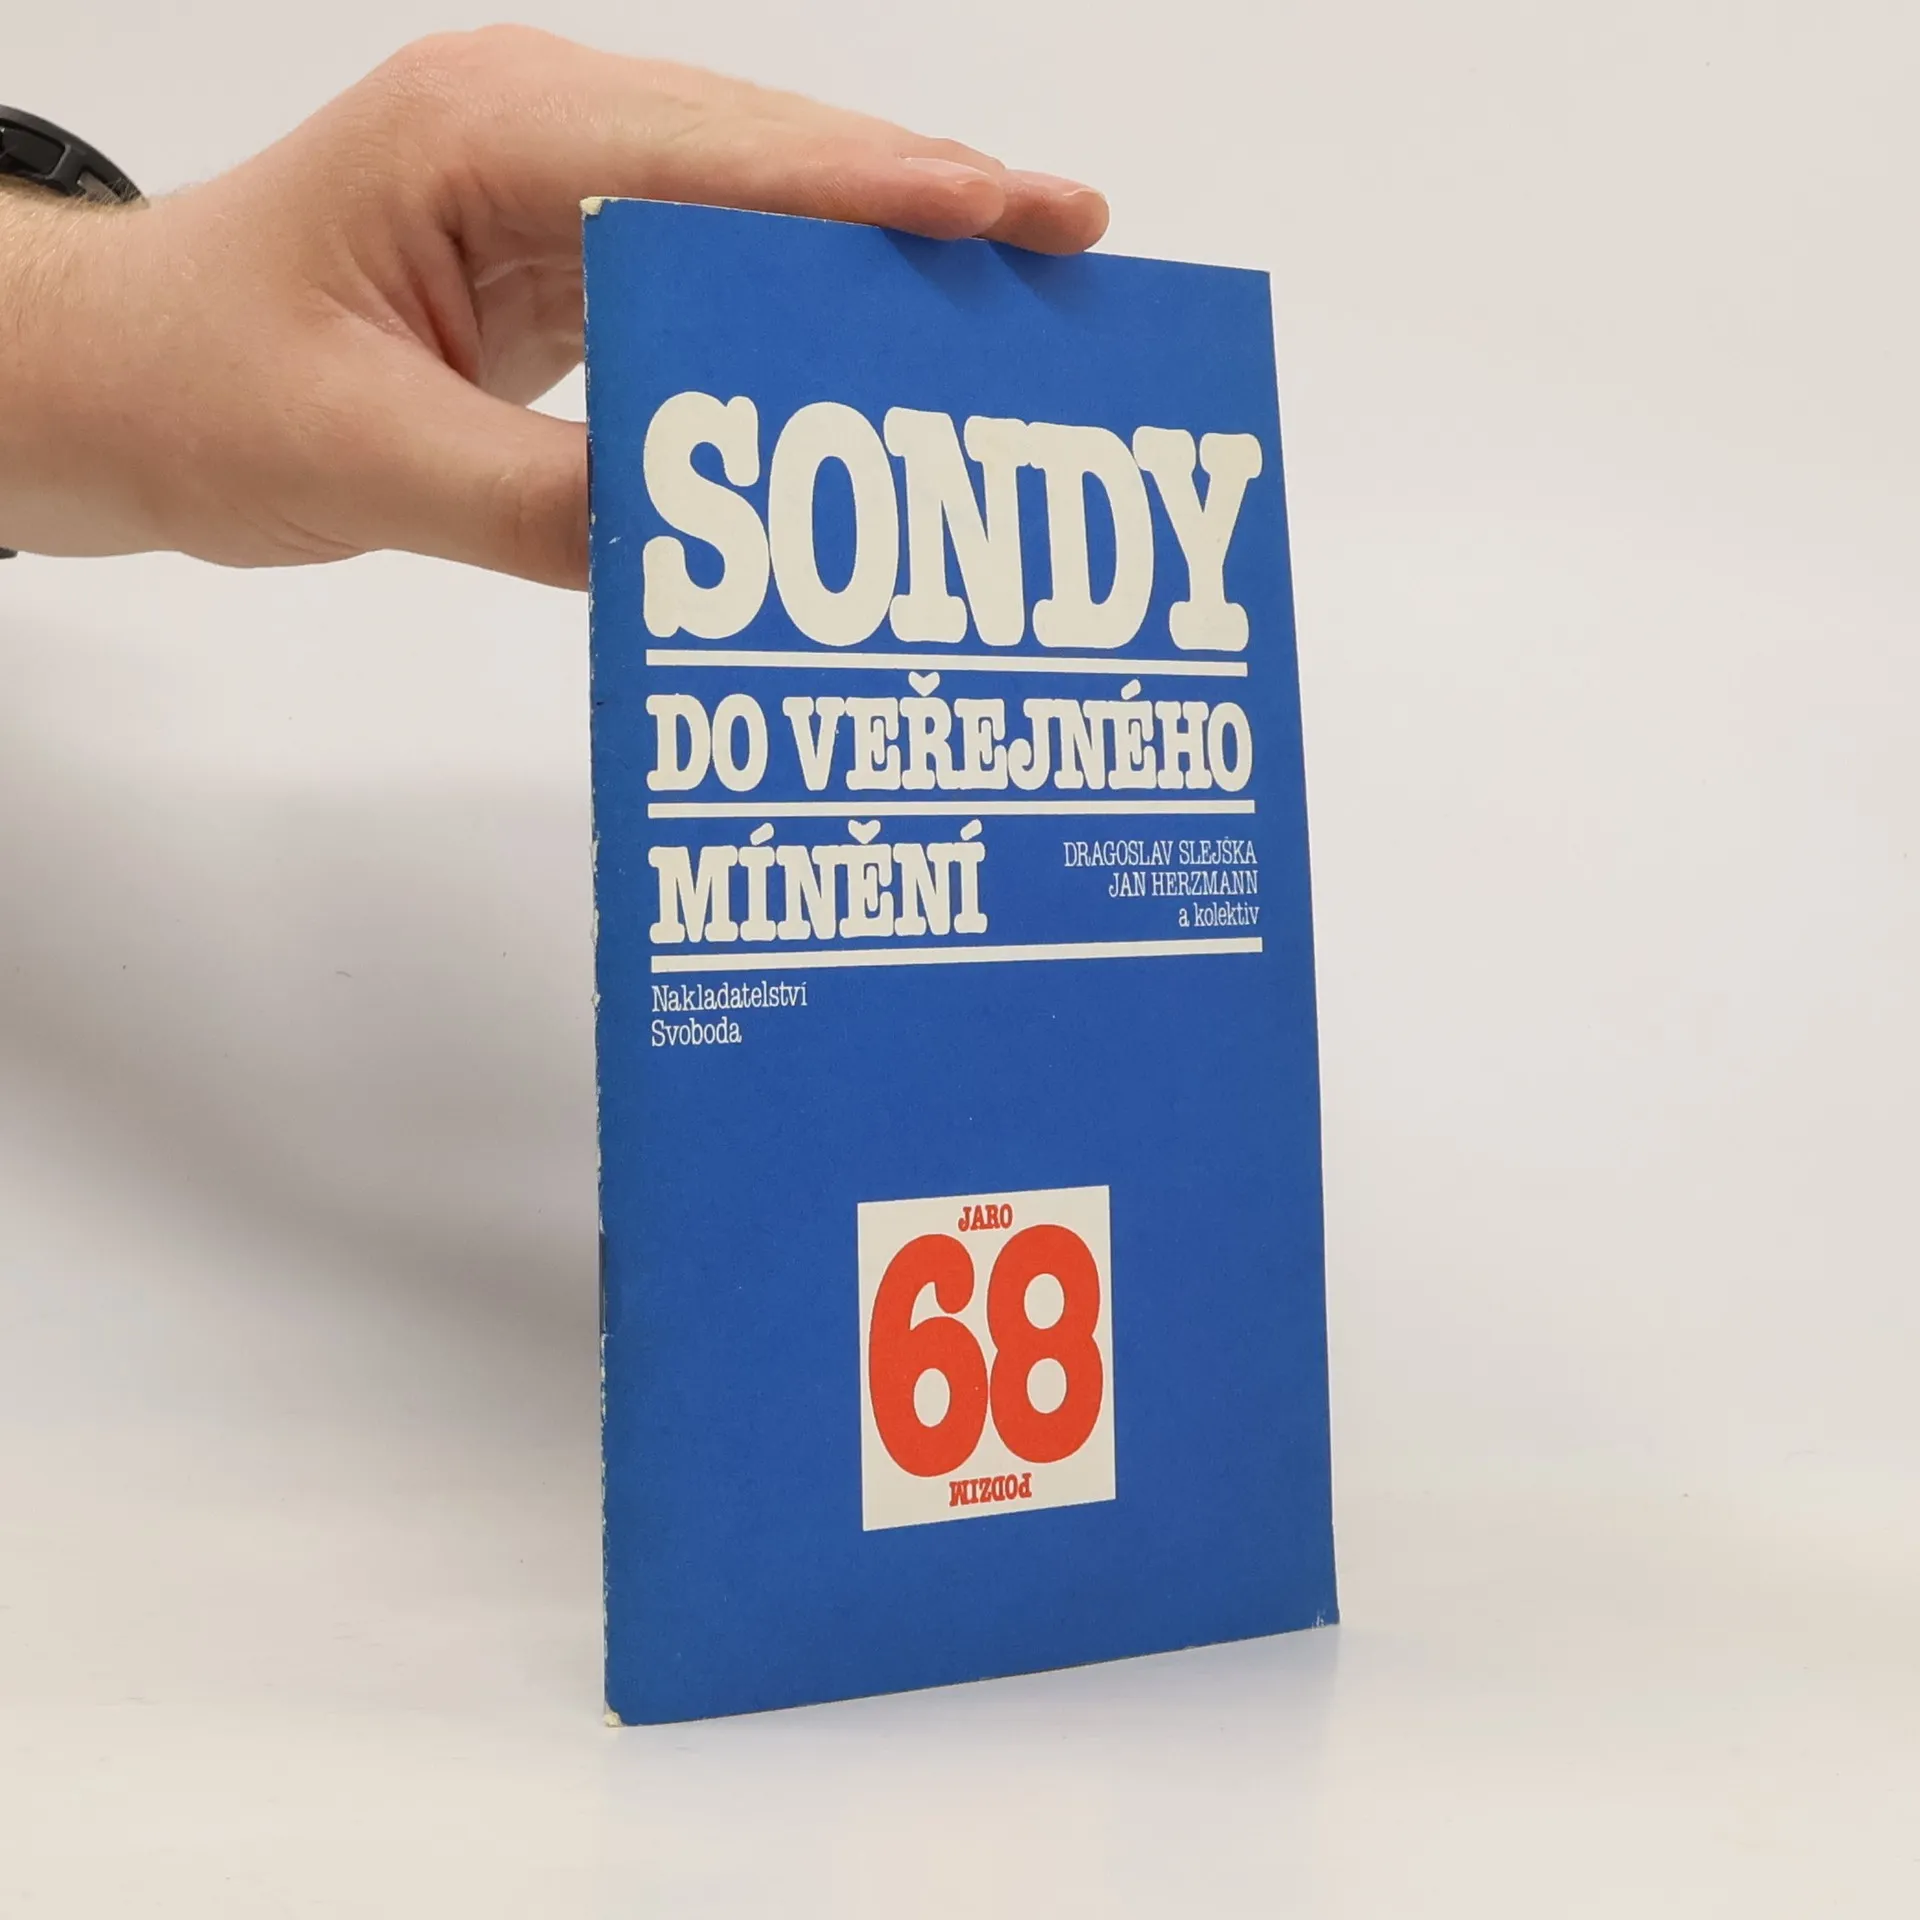 SONDY
DO VEŘEJNÉHO
MÍNĚNÍ
DRAGOSLAV SLEJŠKA
JAN HERZMANN
a kolektiv
Nakladatelství
Svoboda
JARO
68
PODZIM